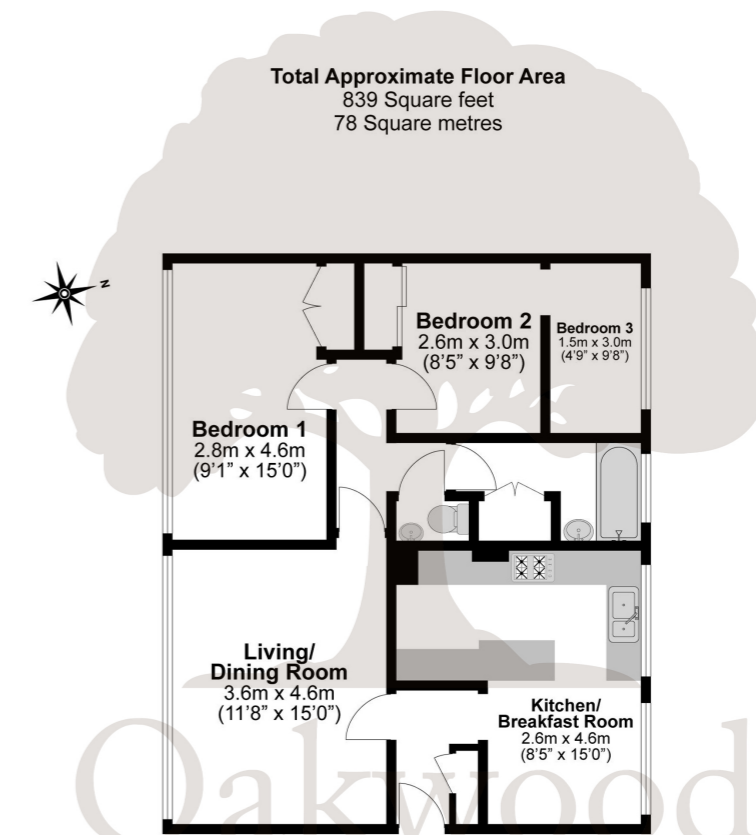 Total Approximate Floor Area
839 Square feet
78 Square metres
N
Bedroom 2
2.6m x 3.0m
(8’5” x 9’8”)
Bedroom 3
1.5m x 3.0m
(4’9” x 9’8”)
Bedroom 1
2.8m x 4.6m
(9’1” x 15’0”)
Living/
Dining Room
3.6m x 4.6m
(11’8” x 15’0”)
Kitchen/
Breakfast Room
2.6m x 4.6m
(8’5” x 15’0”)
Oakwood